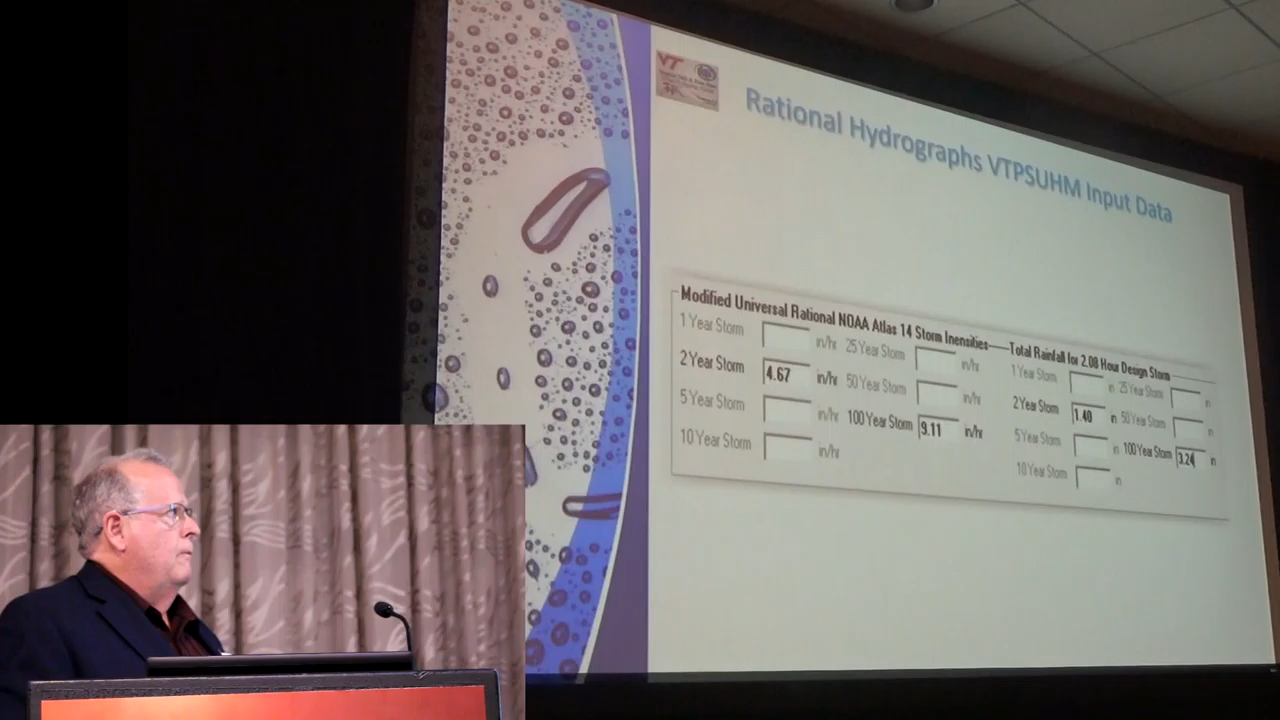 VT
Rational Hydrographs VTPSUHM Input Data
Modified Universal Rational NOAA Atlas 14 Storm Inensities
Total Rainfall for 2.08 Hour Design Storm
1 Year Storm in/hr 25 Year Storm in/hr
2 Year Storm 4.67 in/hr 50 Year Storm in/hr
5 Year Storm in/hr 100 Year Storm 9.11 in/hr
10 Year Storm in/hr
1 Year Storm in 25 Year Storm in
2 Year Storm 1.40 in 50 Year Storm in
5 Year Storm in 100 Year Storm 3.24 in
10 Year Storm in